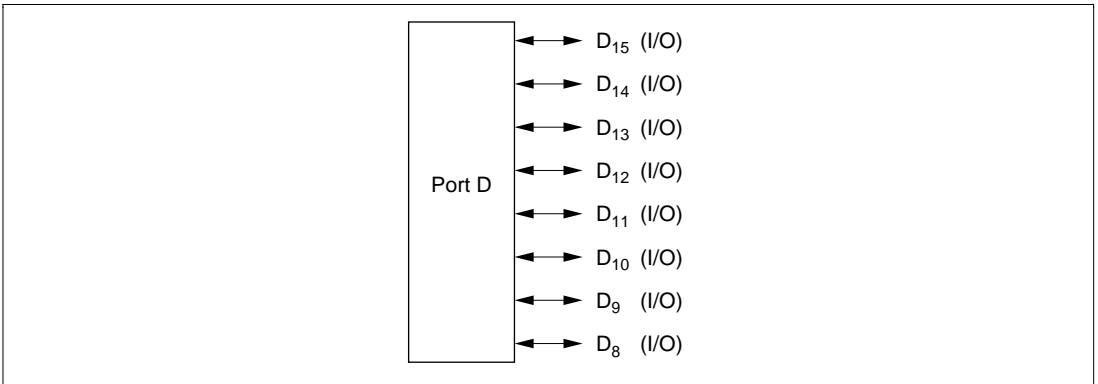 D15 (I/O)
D14 (I/O)
D13 (I/O)
D12 (I/O)
Port D
D11 (I/O)
D10 (I/O)
D9 (I/O)
D8 (I/O)